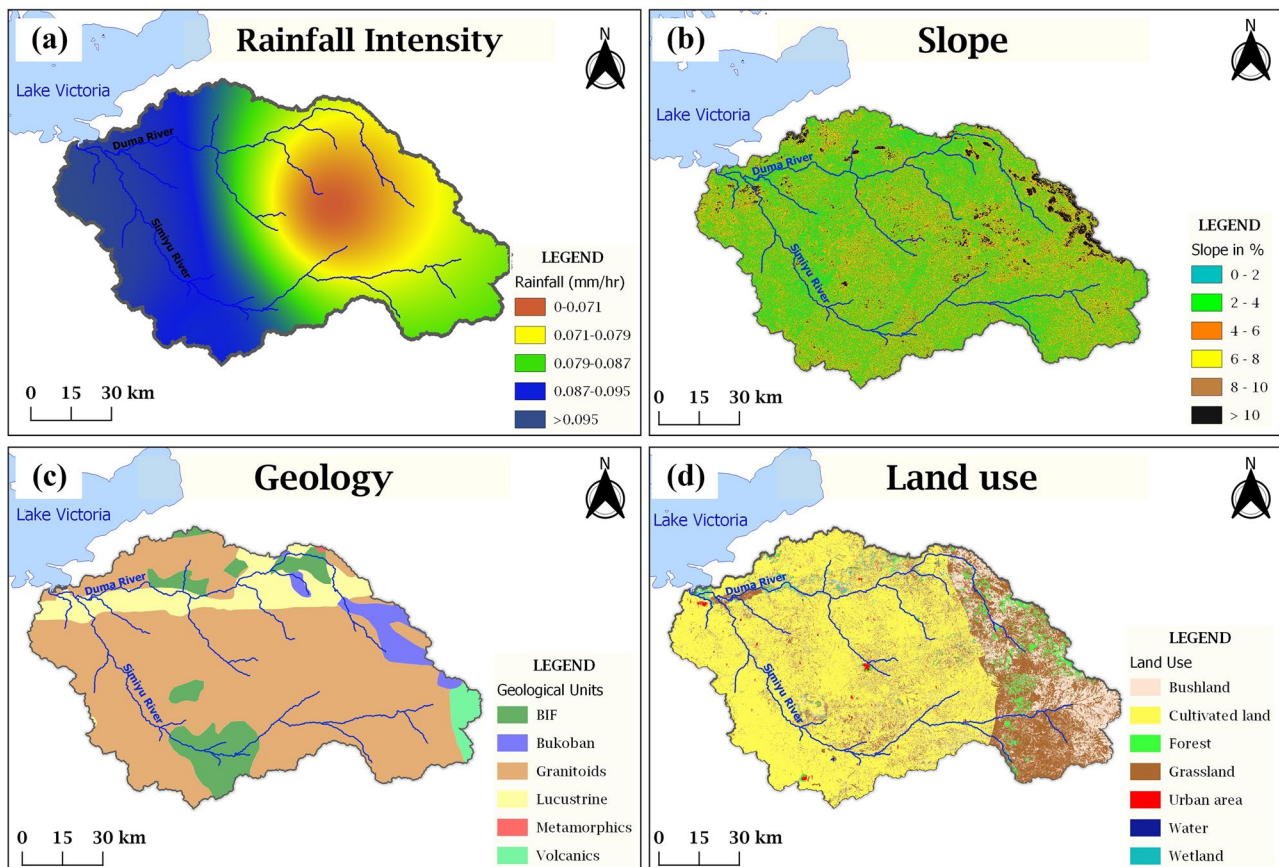 (a)
Rainfall Intensity
N
Lake Victoria
Duma River
Simiyu River
LEGEND
Rainfall (mm/hr)
0-0.071
0.071-0.079
0.079-0.087
0.087-0.095
>0.095
0 15 30 km
(b)
Slope
N
Lake Victoria
Duma River
Simiyu River
LEGEND
Slope in %
0 - 2
2 - 4
4 - 6
6 - 8
8 - 10
> 10
0 15 30 km
(c)
Geology
N
Lake Victoria
Duma River
Simiyu River
LEGEND
Geological Units
BIF
Bukoban
Granitoids
Lucustrine
Metamorphics
Volcanics
0 15 30 km
(d)
Land use
N
Lake Victoria
Duma River
Simiyu River
LEGEND
Land Use
Bushland
Cultivated land
Forest
Grassland
Urban area
Water
Wetland
0 15 30 km